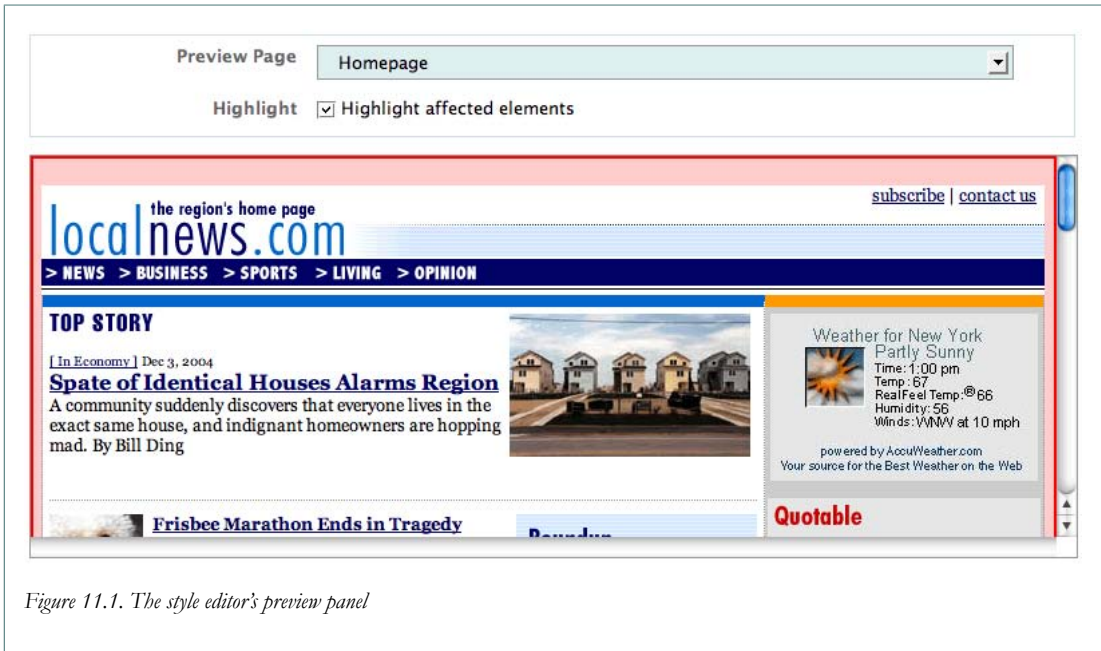 Preview Page Homepage
Highlight Highlight affected elements
subscribe | contact us
the region's home page
localnews.com
> NEWS > BUSINESS > SPORTS > LIVING > OPINION
TOP STORY
[ In Economy ] Dec 3, 2004
Spate of Identical Houses Alarms Region
A community suddenly discovers that everyone lives in the
exact same house, and indignant homeowners are hopping
mad. By Bill Ding
Weather for New York
Partly Sunny
Time: 1:00 pm
Temp: 67
RealFeel Temp:® 66
Humidity: 56
Winds: WNW at 10 mph
powered by AccuWeather.com
Your source for the Best Weather on the Web
Frisbee Marathon Ends in Tragedy
Roundup
Quotable
Figure 11.1. The style editor's preview panel